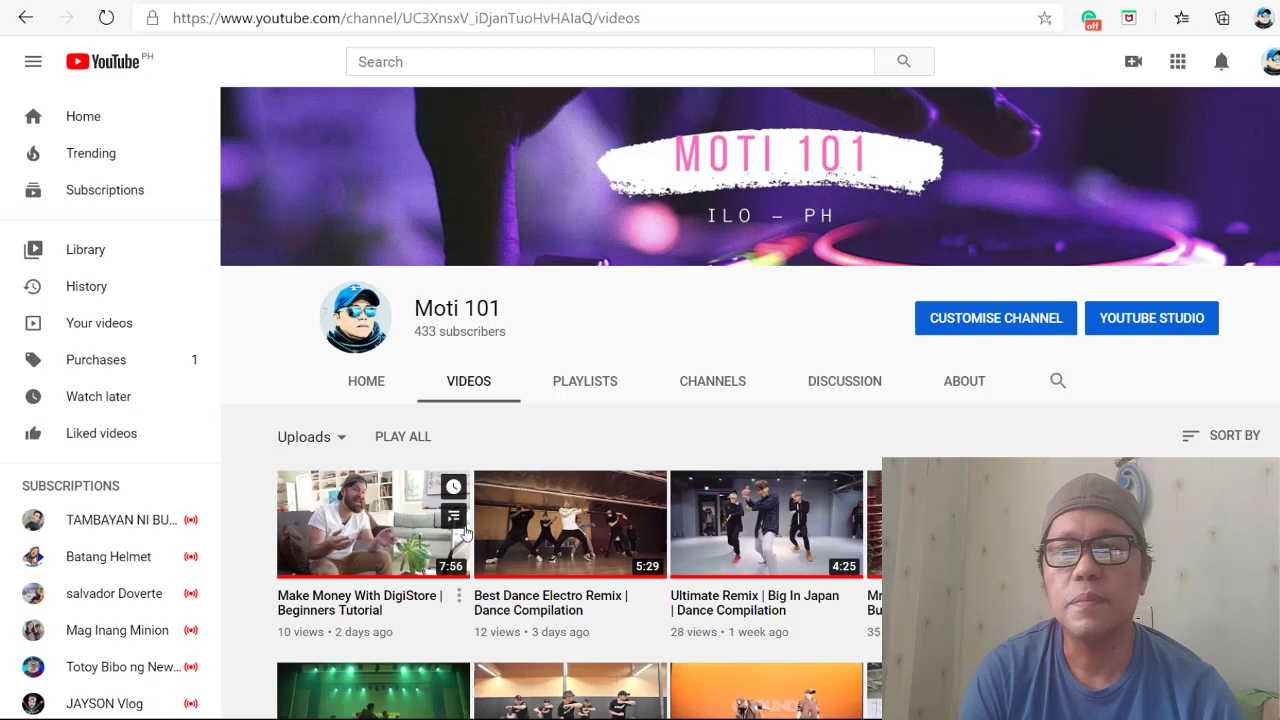 https://www.youtube.com/channel/UC3XnsxV_iDjanTuoHvHAIaQ/videos
off
YouTube PH
Search
Home
Trending
Subscriptions
Library
History
Your videos
Purchases 1
Watch later
Liked videos
SUBSCRIPTIONS
TAMBAYAN NI BU...
Batang Helmet
salvador Doverte
Mag Inang Minion
Totoy Bibo ng New...
JAYSON Vlog
MOTI 101
ILO – PH
Moti 101
433 subscribers
CUSTOMISE CHANNEL
YOUTUBE STUDIO
HOME
VIDEOS
PLAYLISTS
CHANNELS
DISCUSSION
ABOUT
Uploads
PLAY ALL
SORT BY
7:56
Make Money With DigiStore |
Beginners Tutorial
10 views • 2 days ago
5:29
Best Dance Electro Remix |
Dance Compilation
12 views • 3 days ago
4:25
Ultimate Remix | Big In Japan
| Dance Compilation
28 views • 1 week ago
35